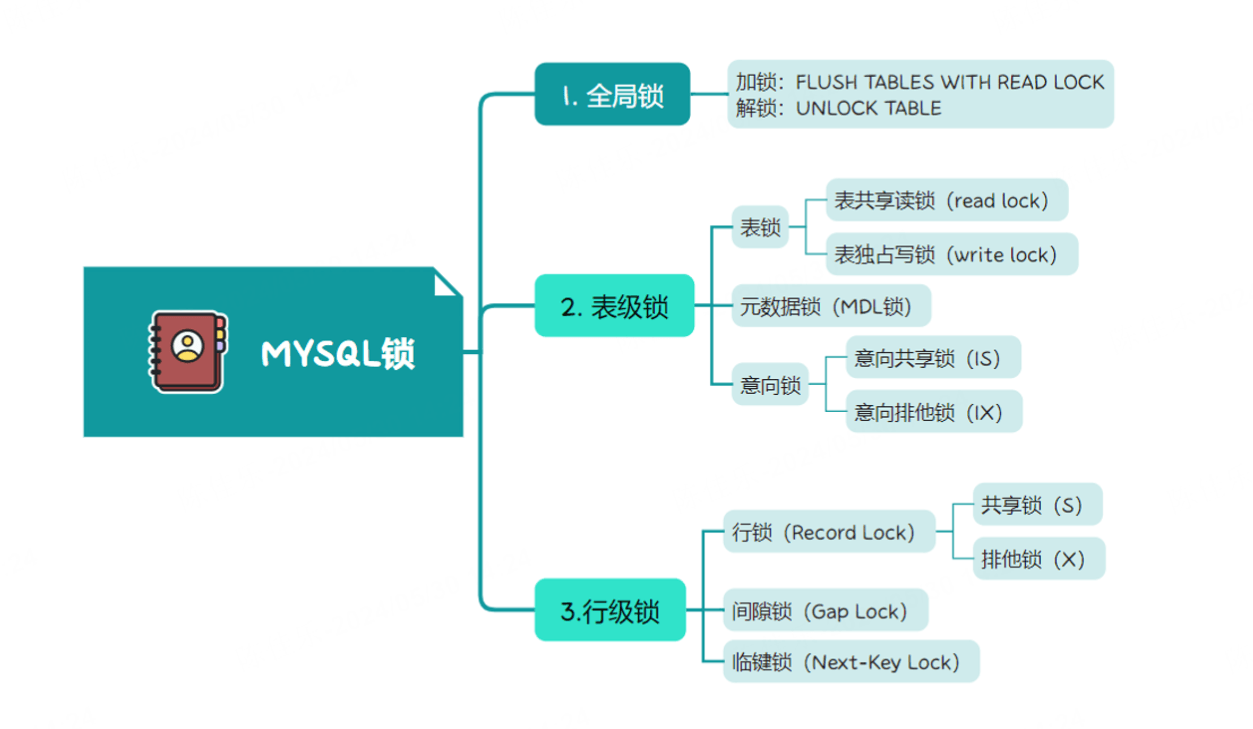 MYSQL锁
1. 全局锁
加锁：FLUSH TABLES WITH READ LOCK
解锁：UNLOCK TABLE
2. 表级锁
表锁
表共享读锁（read lock）
表独占写锁（write lock）
元数据锁（MDL锁）
意向锁
意向共享锁（IS）
意向排他锁（IX）
3.行级锁
行锁（Record Lock）
共享锁（S）
排他锁（X）
间隙锁（Gap Lock）
临键锁（Next-Key Lock）